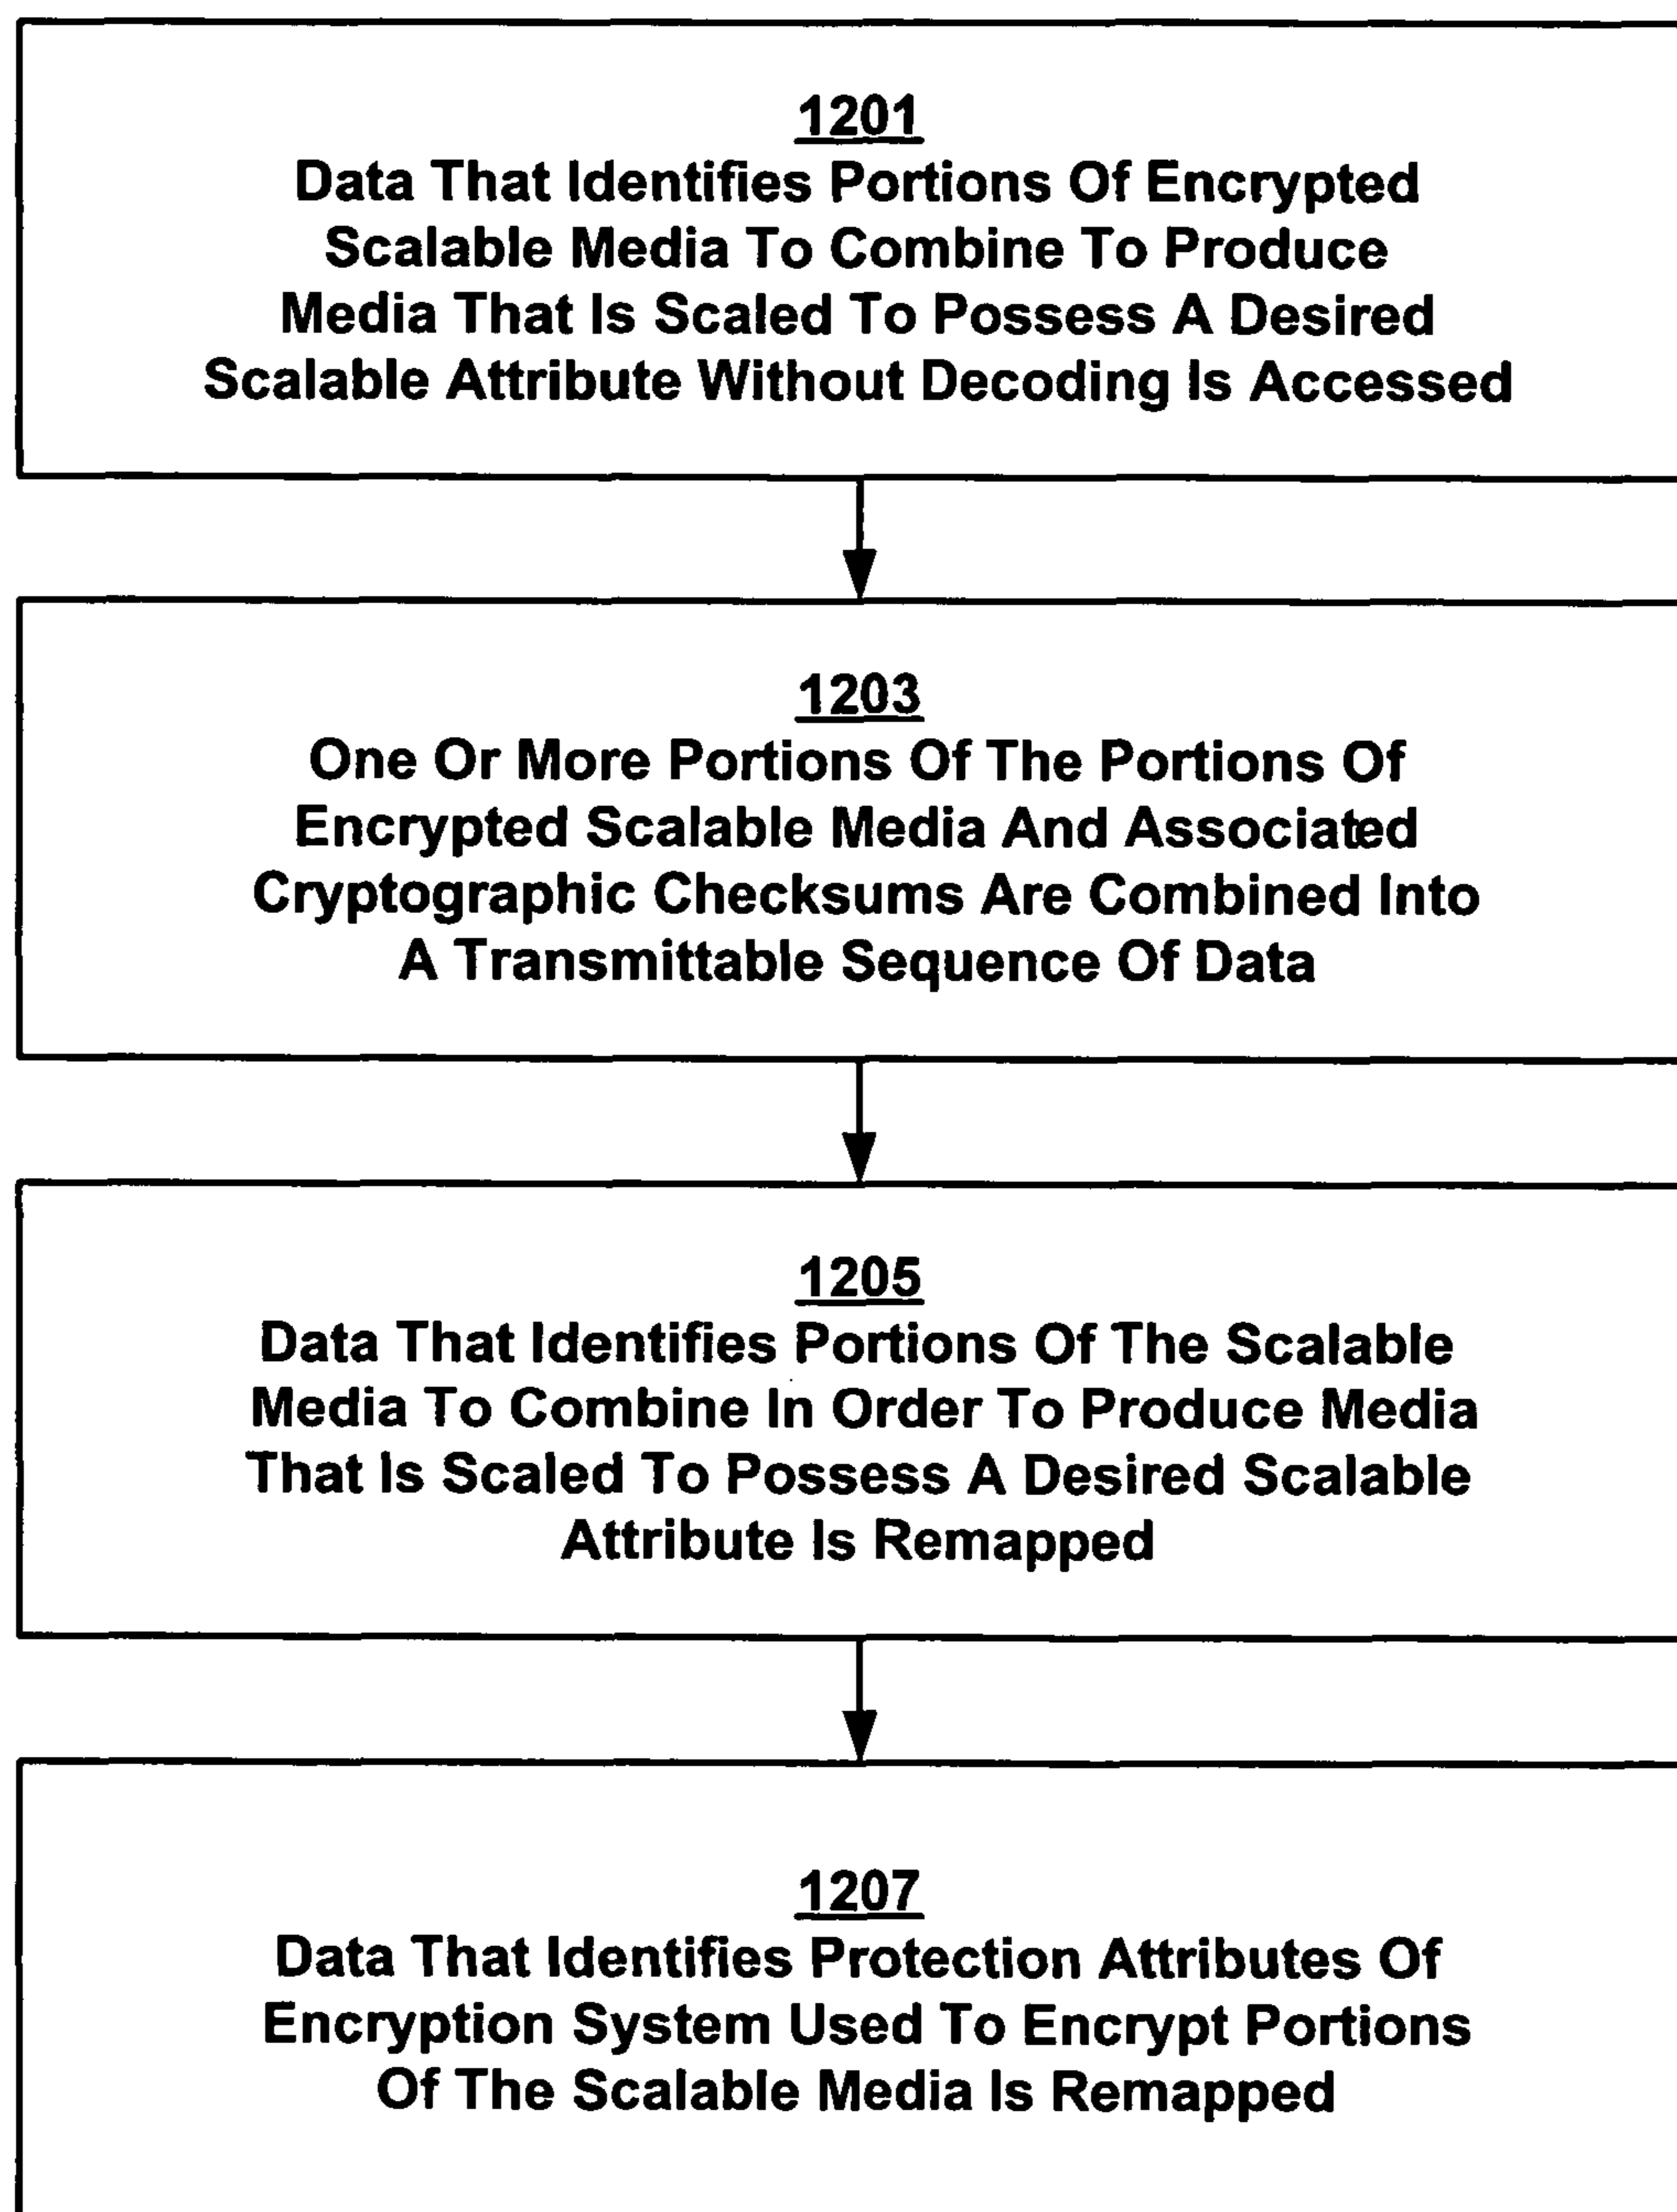 1201
Data That Identifies Portions Of Encrypted
Scalable Media To Combine To Produce
Media That Is Scaled To Possess A Desired
Scalable Attribute Without Decoding Is Accessed
1203
One Or More Portions Of The Portions Of
Encrypted Scalable Media And Associated
Cryptographic Checksums Are Combined Into
A Transmittable Sequence Of Data
1205
Data That Identifies Portions Of The Scalable
Media To Combine In Order To Produce Media
That Is Scaled To Possess A Desired Scalable
Attribute Is Remapped
1207
Data That Identifies Protection Attributes Of
Encryption System Used To Encrypt Portions
Of The Scalable Media Is Remapped